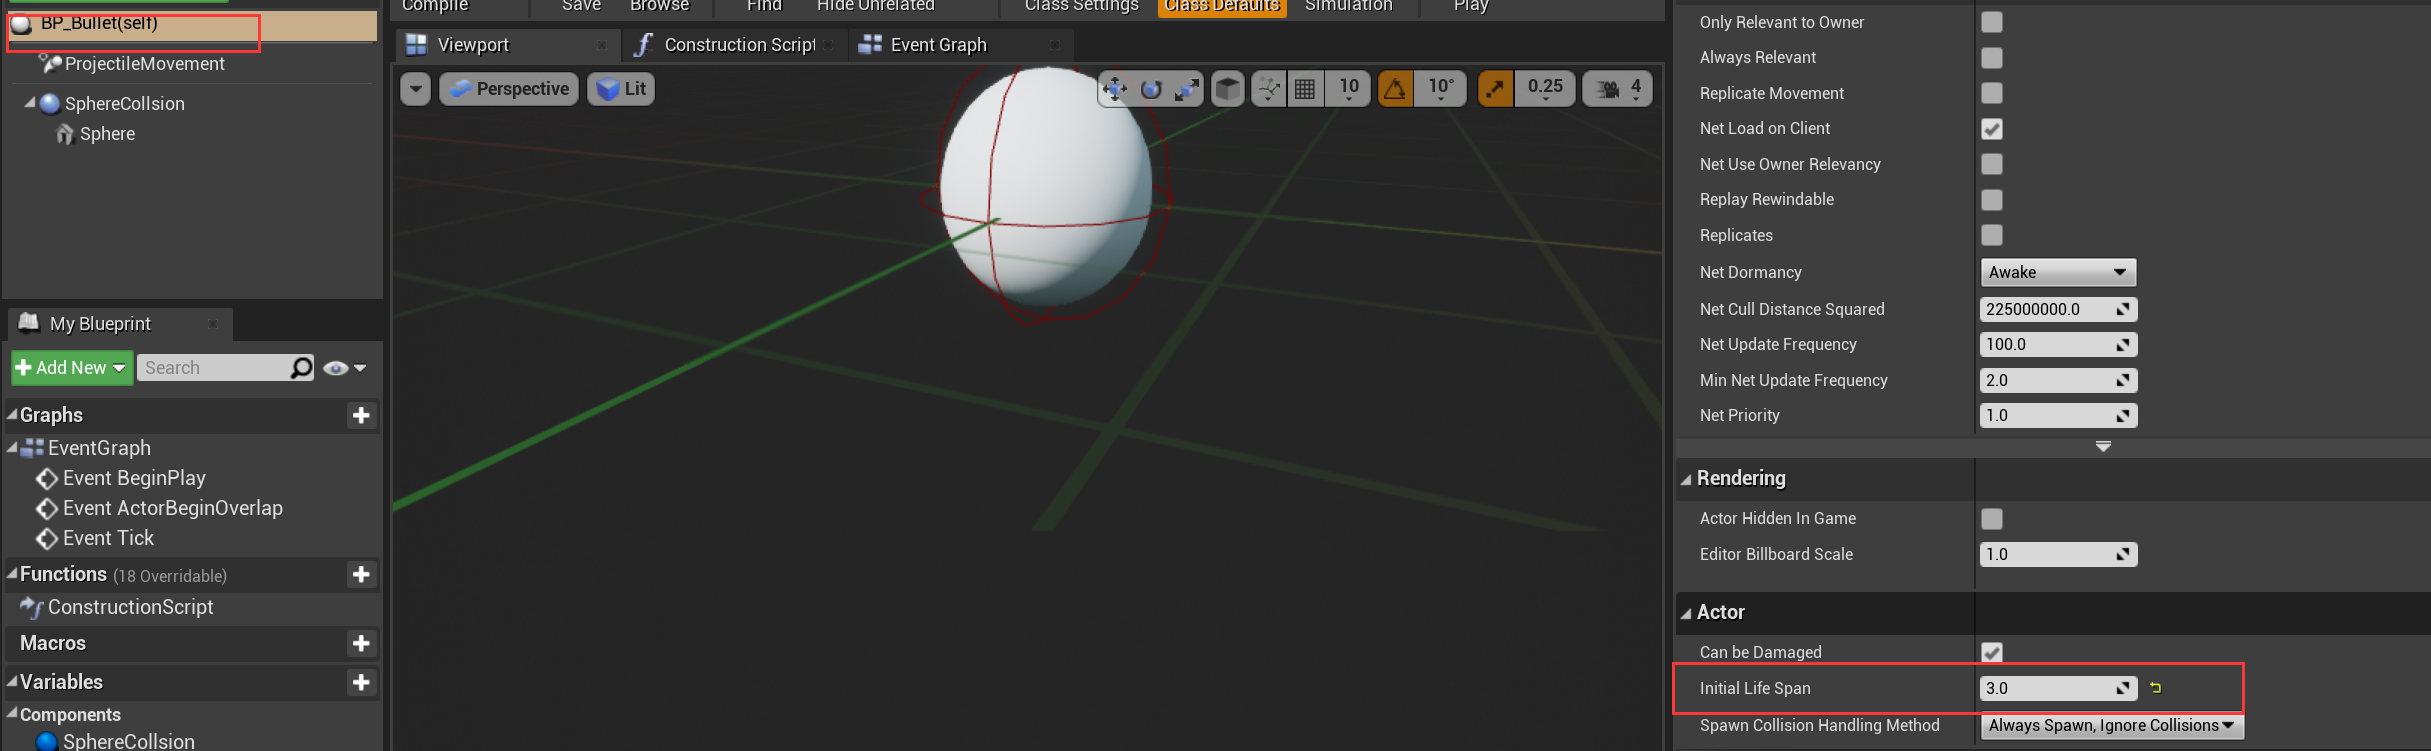 BP_Bullet(self)
ProjectileMovement
SphereCollsion
Sphere
My Blueprint
Add New
Search
Graphs
EventGraph
Event BeginPlay
Event ActorBeginOverlap
Event Tick
Functions (18 Overridable)
ConstructionScript
Macros
Variables
Components
SphereCollsion
Compile Save Browse Find Hide Unrelated Class Settings Class Defaults Simulation Play
Viewport Construction Script Event Graph
Perspective Lit 10 10° 0.25 4
Only Relevant to Owner
Always Relevant
Replicate Movement
Net Load on Client
Net Use Owner Relevancy
Replay Rewindable
Replicates
Net Dormancy Awake
Net Cull Distance Squared 225000000.0
Net Update Frequency 100.0
Min Net Update Frequency 2.0
Net Priority 1.0
Rendering
Actor Hidden In Game
Editor Billboard Scale 1.0
Actor
Can be Damaged
Initial Life Span 3.0
Spawn Collision Handling Method Always Spawn, Ignore Collisions